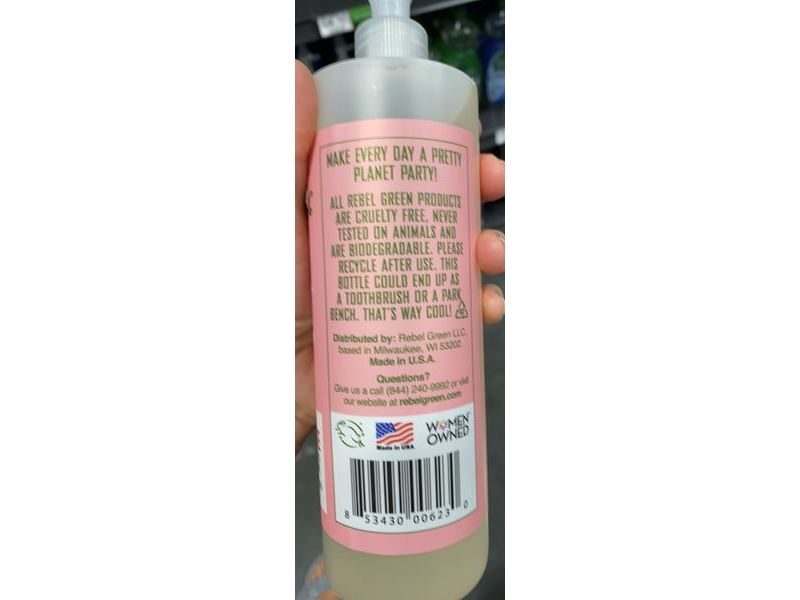 MAKE EVERY DAY A PRETTY
PLANET PARTY!
ALL REBEL GREEN PRODUCTS
ARE CRUELTY FREE, NEVER
TESTED ON ANIMALS AND
ARE BIODEGRADABLE. PLEASE
RECYCLE AFTER USE. THIS
BOTTLE COULD END UP AS
A TOOTHBRUSH OR A PARK
BENCH. THAT'S WAY COOL!
Distributed by: Rebel Green LLC,
based in Milwaukee, WI 53202
Made in U.S.A.
Questions?
Give us a call (844) 240-9992 or visit
our website at rebelgreen.com
Made in USA
WOMEN
OWNED
8 53430 00623 0